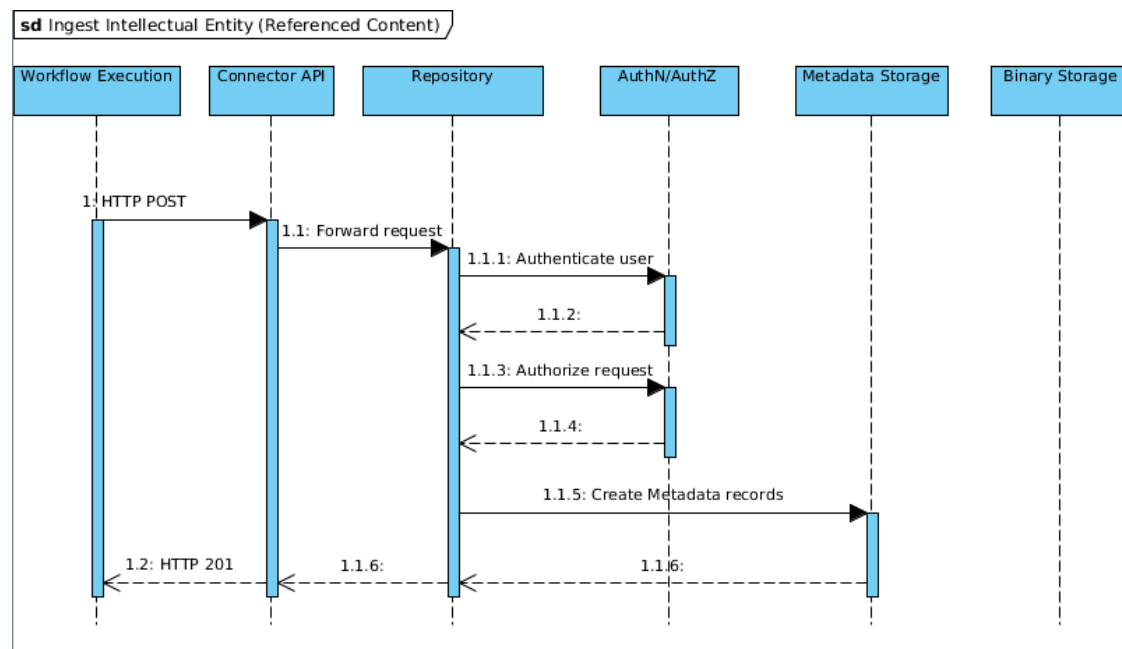 sd Ingest Intellectual Entity (Referenced Content)
Workflow Execution
Connector API
Repository
AuthN/AuthZ
Metadata Storage
Binary Storage
1: HTTP POST
1.1: Forward request
1.1.1: Authenticate user
1.1.2:
1.1.3: Authorize request
1.1.4:
1.1.5: Create Metadata records
1.2: HTTP 201
1.1.6:
1.1.6: